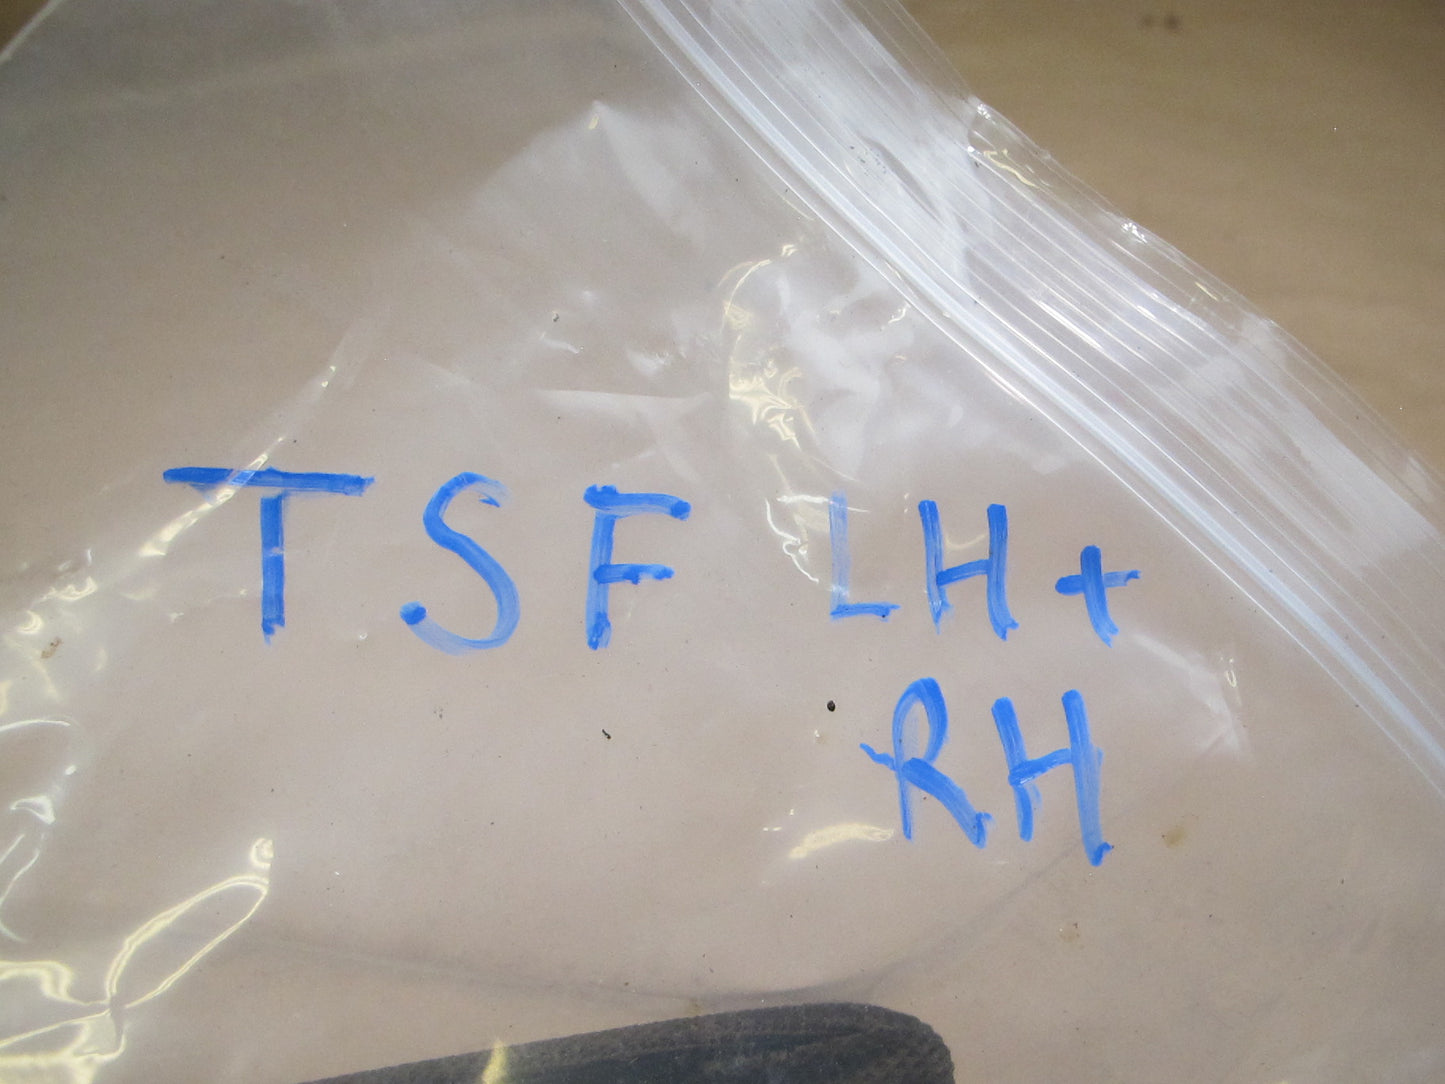 TSF LH+
RH